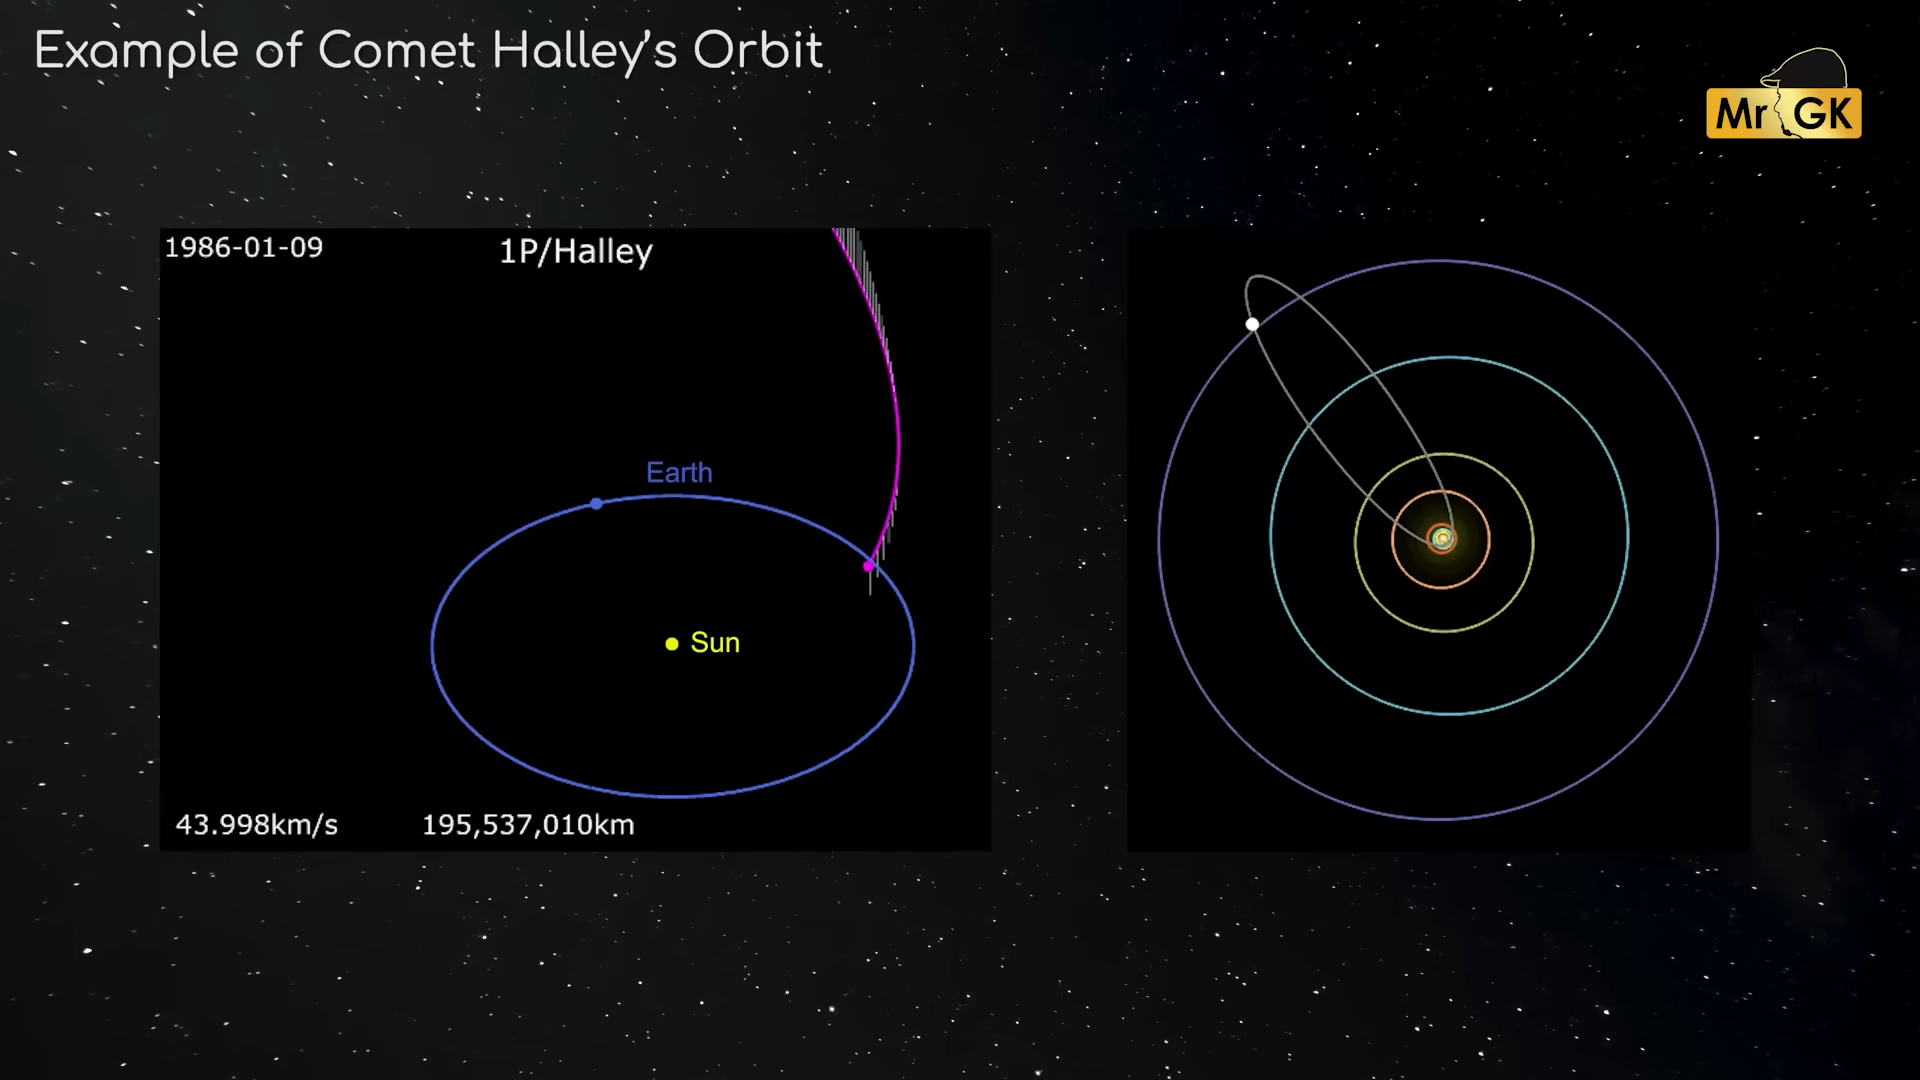 Example of Comet Halley's Orbit
Mr GK
1986-01-09
1P/Halley
Earth
Sun
43.998km/s
195,537,010km